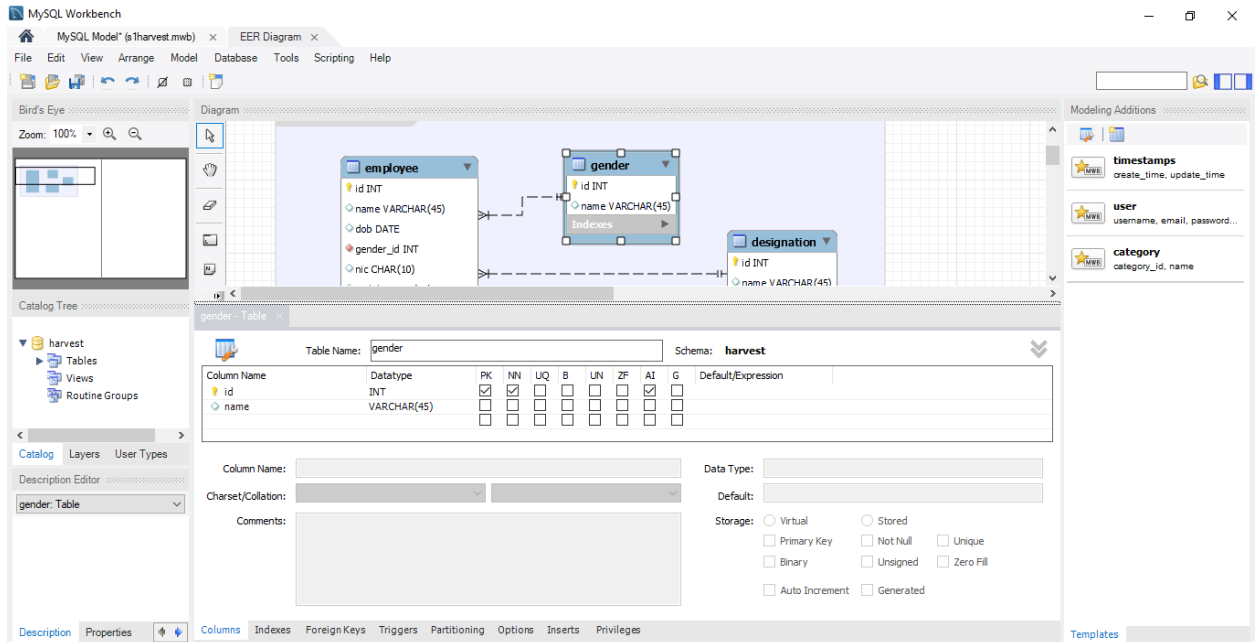 MySQL Workbench
MySQL Model* (s1harvest.mwb) × EER Diagram ×
File Edit View Arrange Model Database Tools Scripting Help
Bird's Eye
Zoom: 100%
Diagram
employee
id INT
name VARCHAR(45)
dob DATE
gender_id INT
nic CHAR(10)
gender
id INT
name VARCHAR(45)
Indexes
designation
id INT
name VARCHAR(45)
Modeling Additions
timestamps
create_time, update_time
user
username, email, password...
category
category_id, name
Templates
Catalog Tree
harvest
Tables
Views
Routine Groups
Catalog Layers User Types
Description Editor
gender: Table
Description Properties
gender - Table ×
Table Name: gender Schema: harvest
Column Name Datatype PK NN UQ B UN ZF AI G Default/Expression
id INT
name VARCHAR(45)
Column Name: Data Type:
Charset/Collation: Default:
Comments: Storage: Virtual Stored
Primary Key Not Null Unique
Binary Unsigned Zero Fill
Auto Increment Generated
Columns Indexes Foreign Keys Triggers Partitioning Options Inserts Privileges